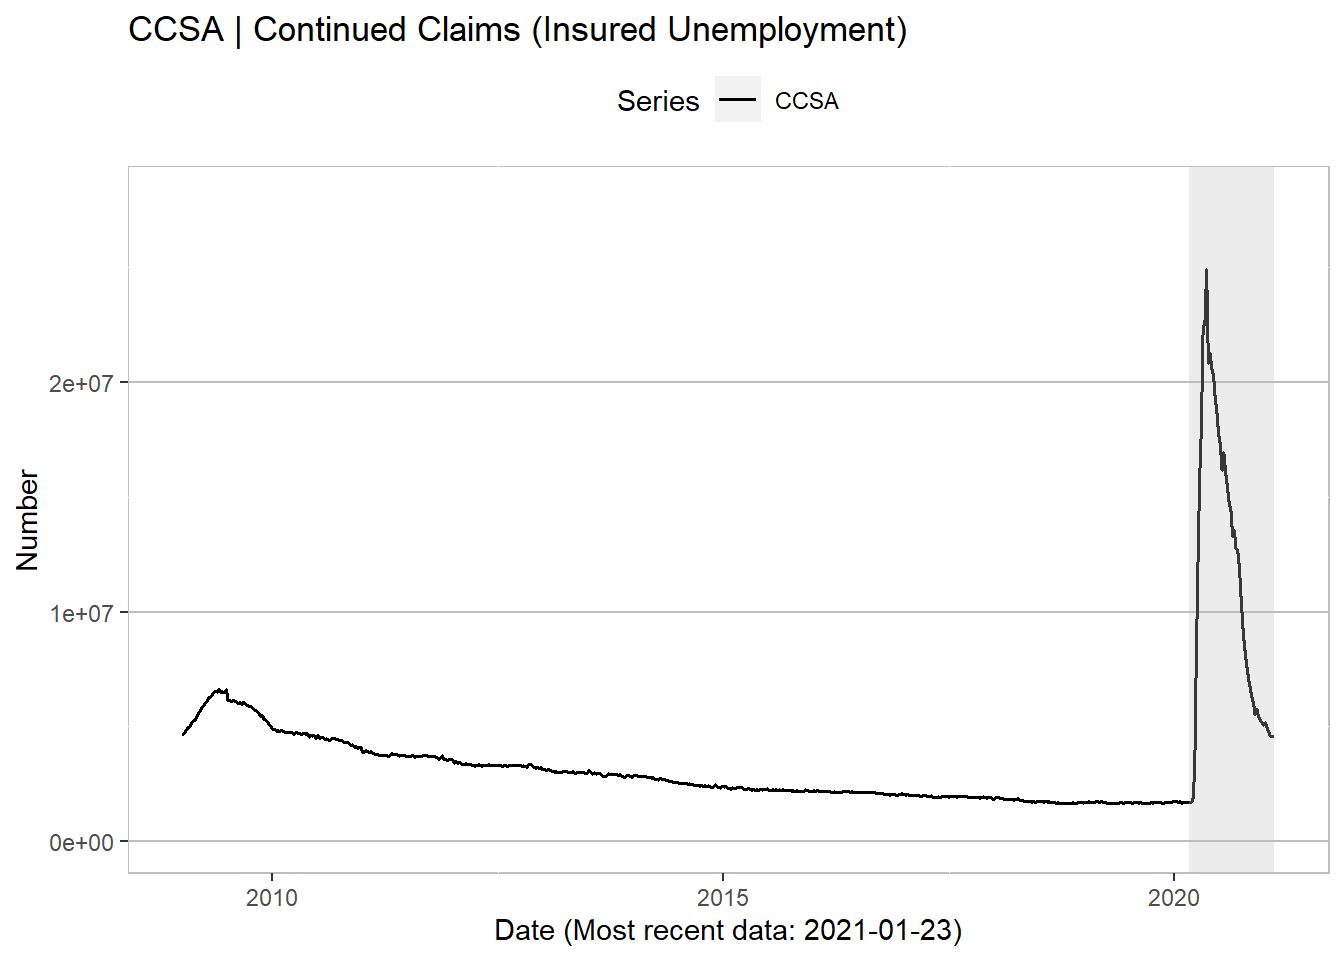 CCSA | Continued Claims (Insured Unemployment)
Series CCSA
Number
2e+07
1e+07
0e+00
2010 2015 2020
Date (Most recent data: 2021-01-23)